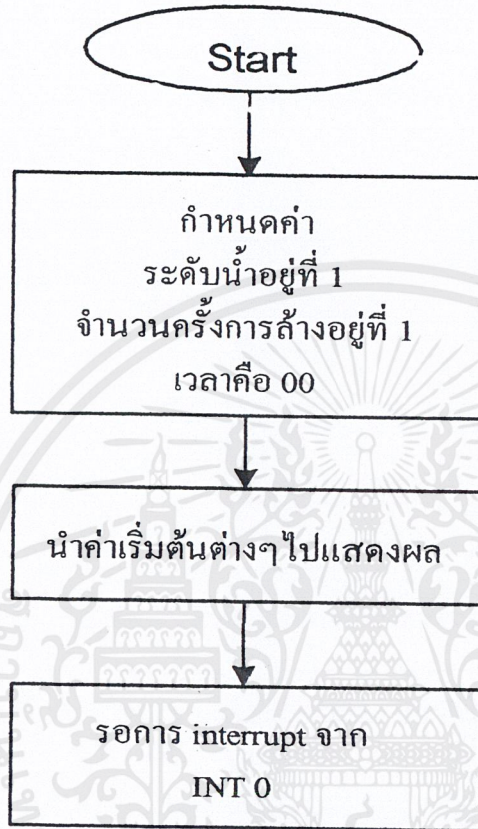 Start
กำหนดค่า
ระดับน้ำอยู่ที่ 1
จำนวนครั้งการล้างอยู่ที่ 1
เวลาคือ 00
นำค่าเริ่มต้นต่างๆ ไปแสดงผล
รอการ interrupt จาก
INT 0